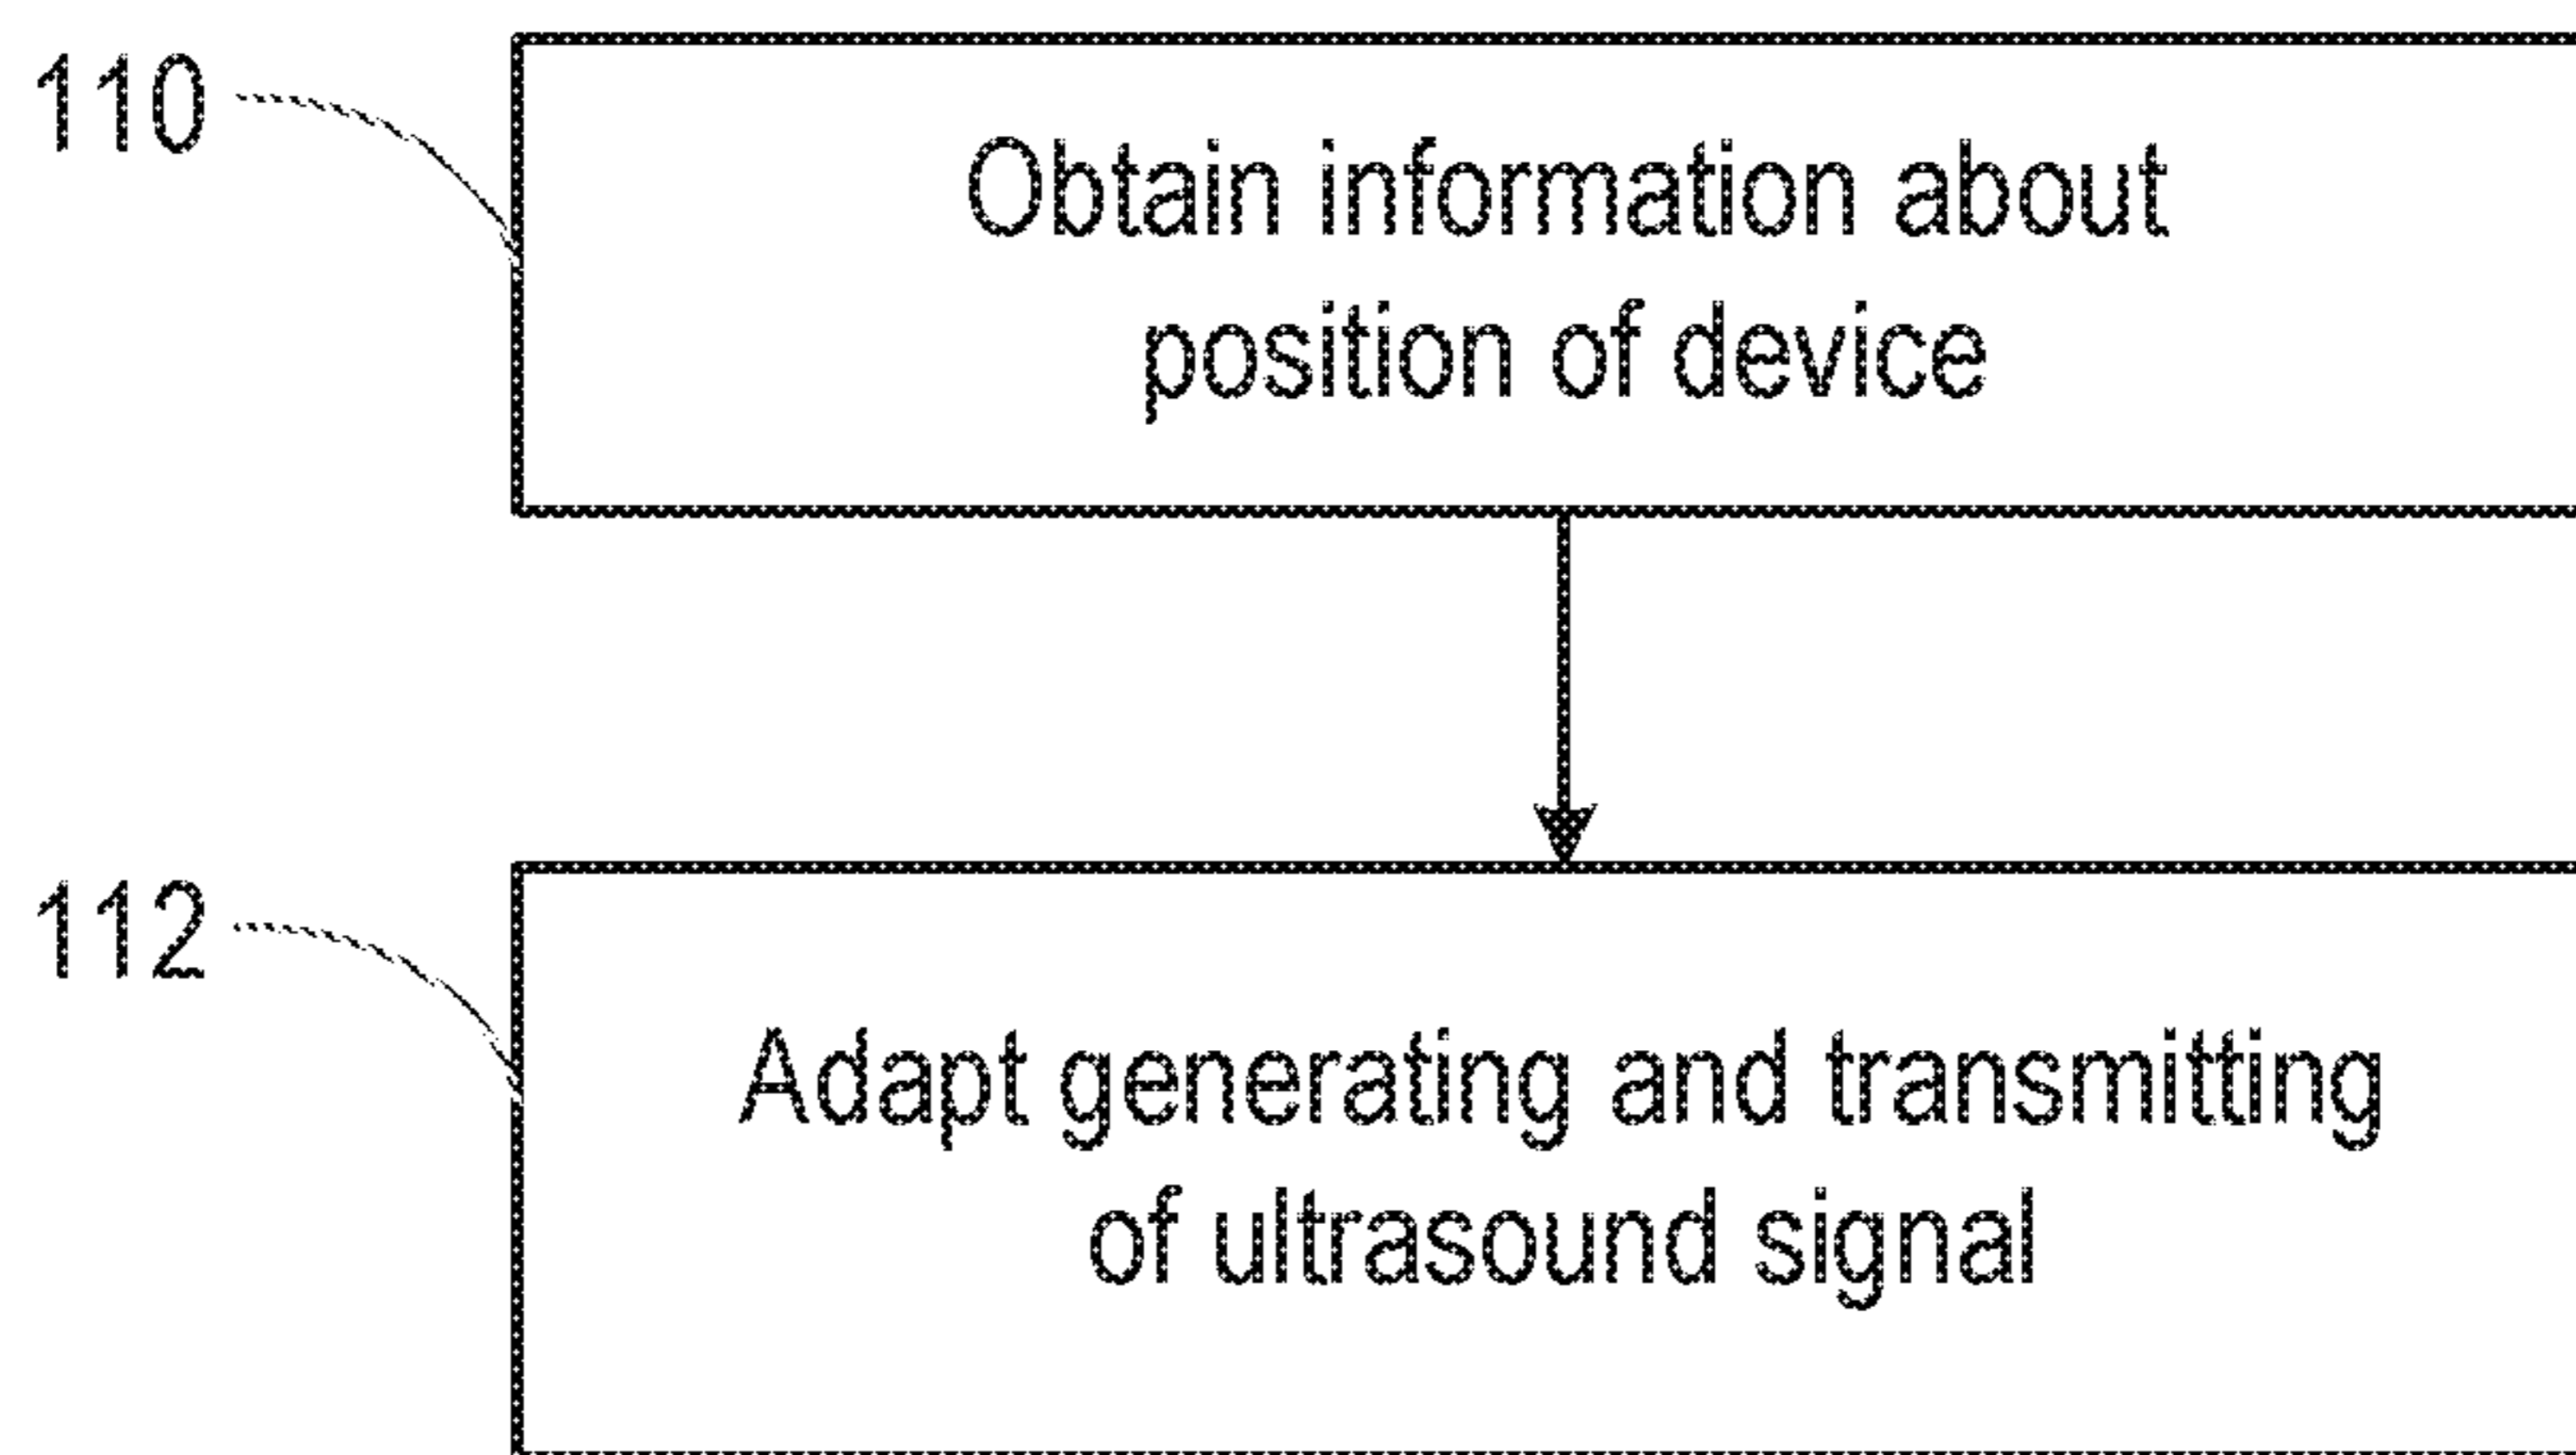 110
Obtain information about
position of device
112
Adapt generating and transmitting
of ultrasound signal